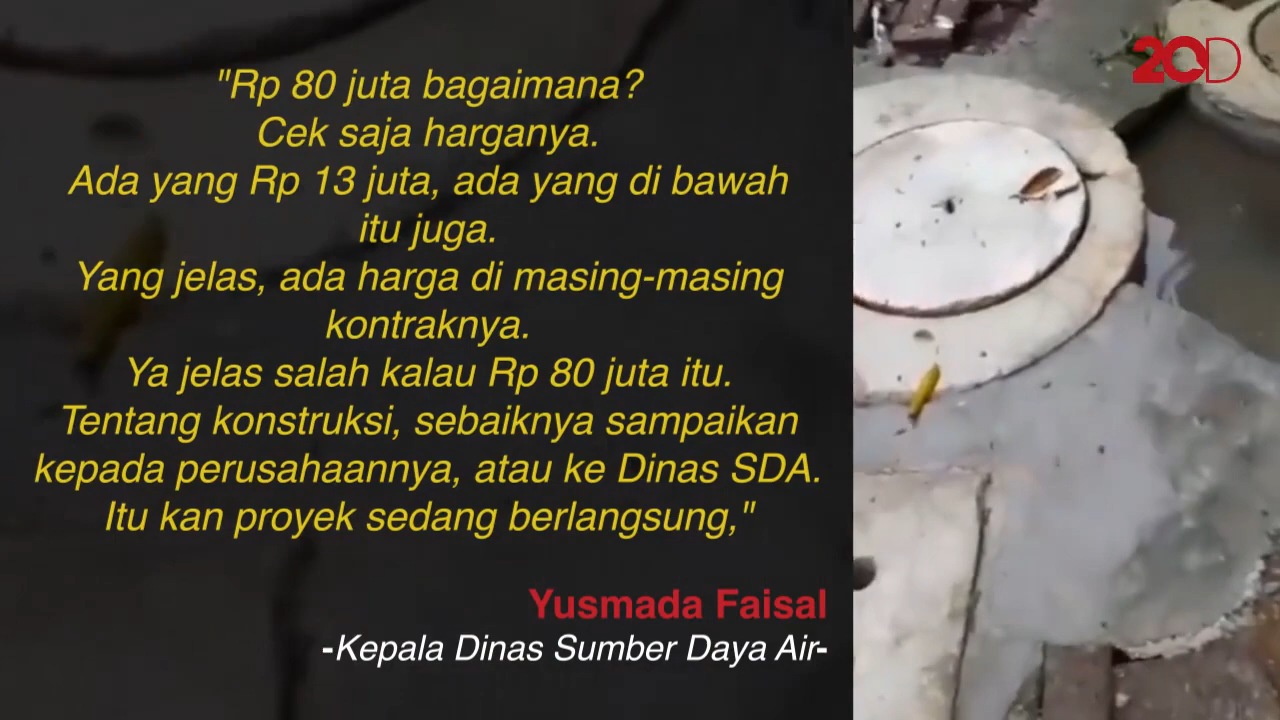 20D
"Rp 80 juta bagaimana?
Cek saja harganya.
Ada yang Rp 13 juta, ada yang di bawah
itu juga.
Yang jelas, ada harga di masing-masing
kontraknya.
Ya jelas salah kalau Rp 80 juta itu.
Tentang konstruksi, sebaiknya sampaikan
kepada perusahaannya, atau ke Dinas SDA.
Itu kan proyek sedang berlangsung,"
Yusmada Faisal
-Kepala Dinas Sumber Daya Air-